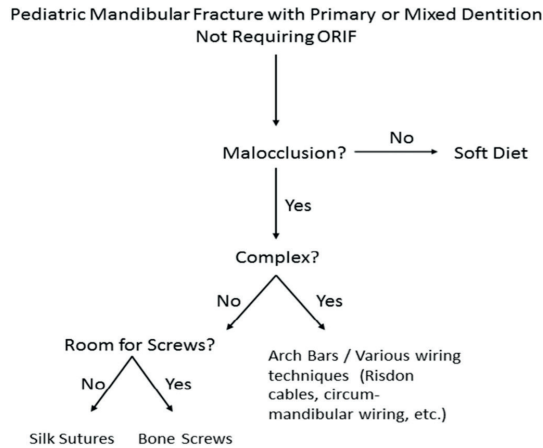 Pediatric Mandibular Fracture with Primary or Mixed Dentition
Not Requiring ORIF
Malocclusion?
No
Soft Diet
Yes
Complex?
No
Yes
Room for Screws?
Arch Bars / Various wiring
techniques (Risdon
cables, circum-
mandibular wiring, etc.)
No
Yes
Silk Sutures
Bone Screws